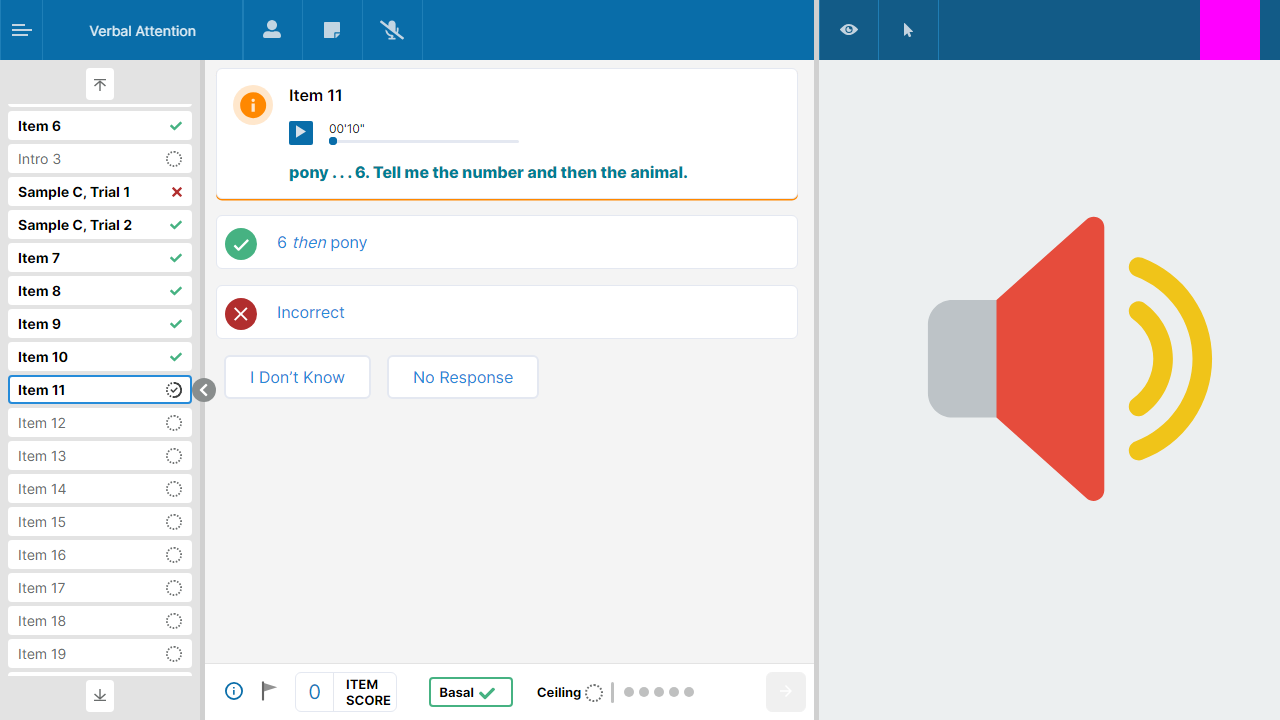 Verbal Attention
Item 6
Intro 3
Sample C, Trial 1
Sample C, Trial 2
Item 7
Item 8
Item 9
Item 10
Item 11
Item 12
Item 13
Item 14
Item 15
Item 16
Item 17
Item 18
Item 19
Item 11
00'10"
pony . . . 6. Tell me the number and then the animal.
6 then pony
Incorrect
I Don’t Know
No Response
0
ITEM
SCORE
Basal
Ceiling